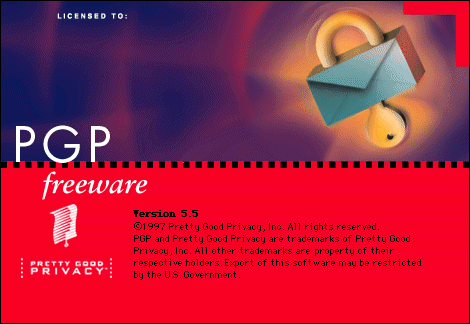 LICENSED TO:
PGP
freeware
Version 5.5
©1997 Pretty Good Privacy, Inc. All rights reserved.
PGP and Pretty Good Privacy are trademarks of Pretty Good
Privacy, Inc. All other trademarks are property of their
respective holders. Export of this software may be restricted
by the U.S. Government.
PRETTY GOOD
PRIVACY